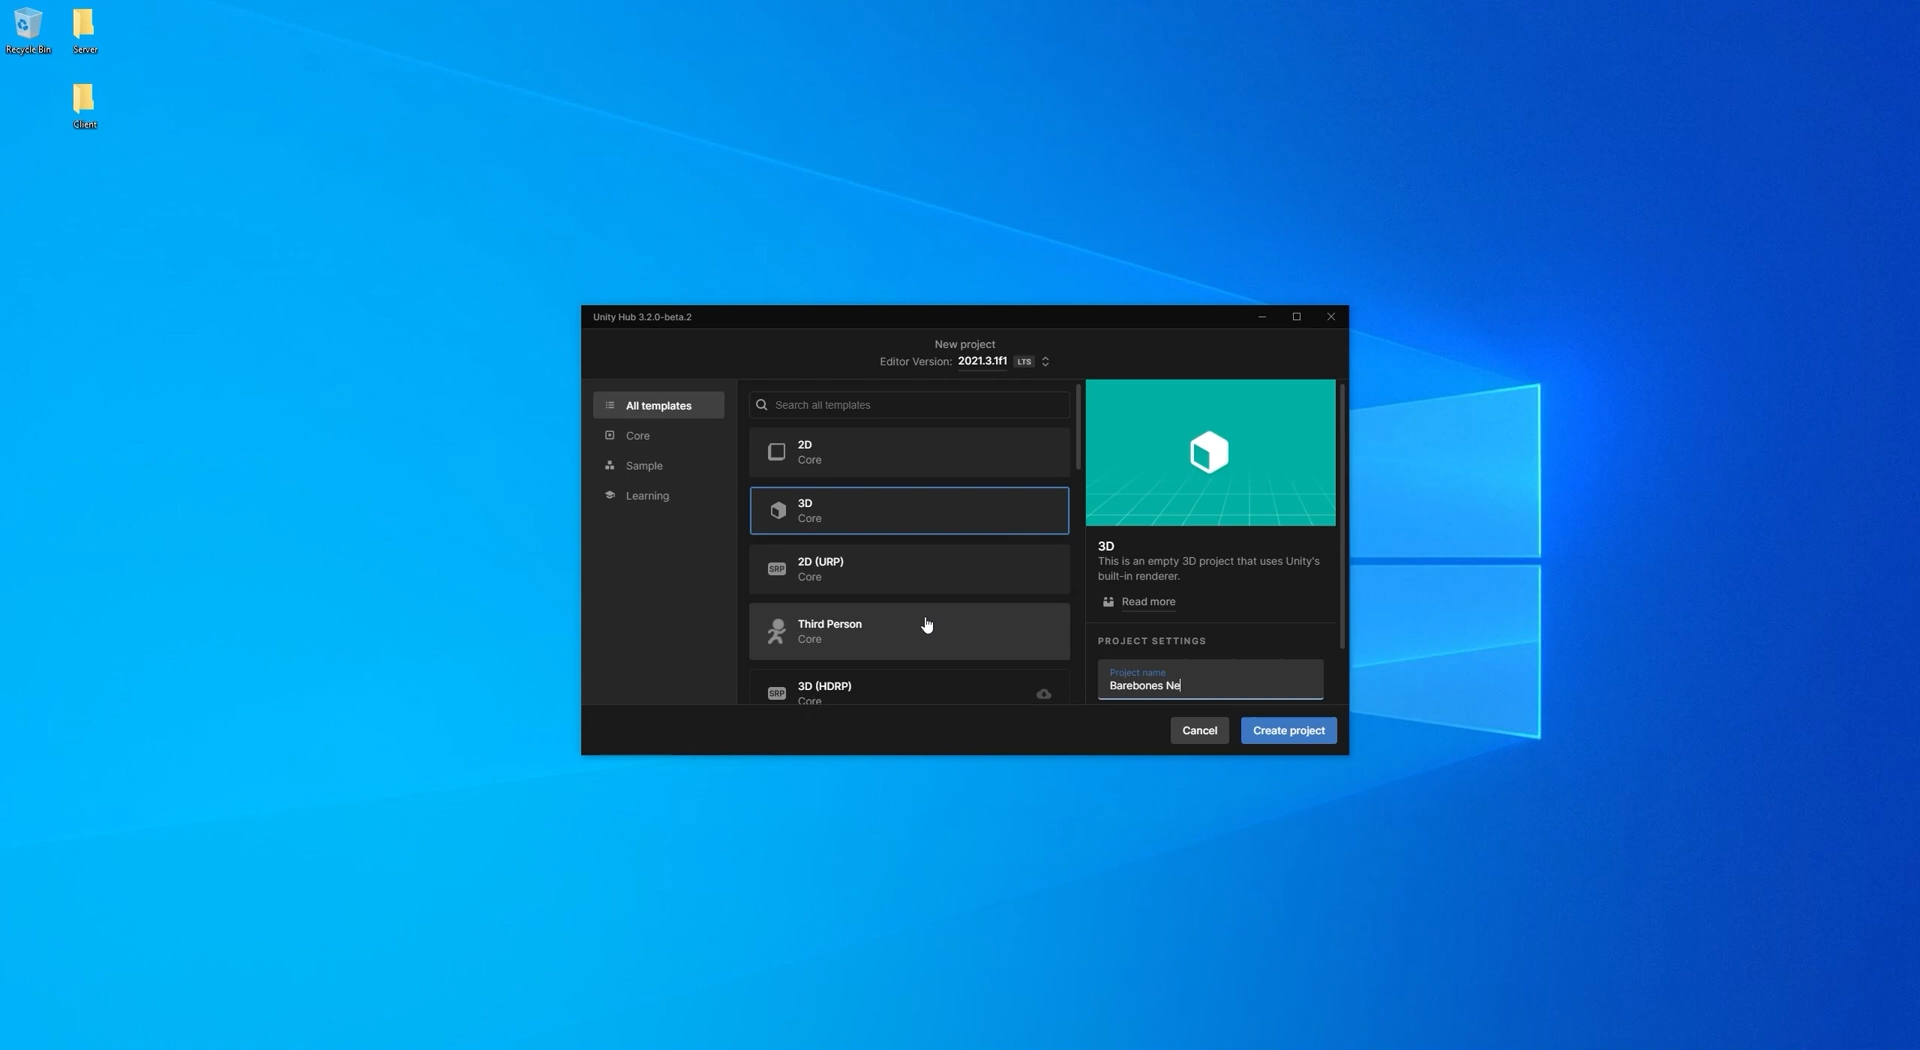 Recycle Bin
Server
Client
Unity Hub 3.2.0-beta.2
New project
Editor Version: 2021.3.1f1 LTS
All templates
Core
Sample
Learning
Search all templates
2D
Core
3D
Core
SRP
2D (URP)
Core
Third Person
Core
SRP
3D (HDRP)
Core
3D
This is an empty 3D project that uses Unity's
built-in renderer.
Read more
PROJECT SETTINGS
Project name
Barebones Ne
Cancel
Create project